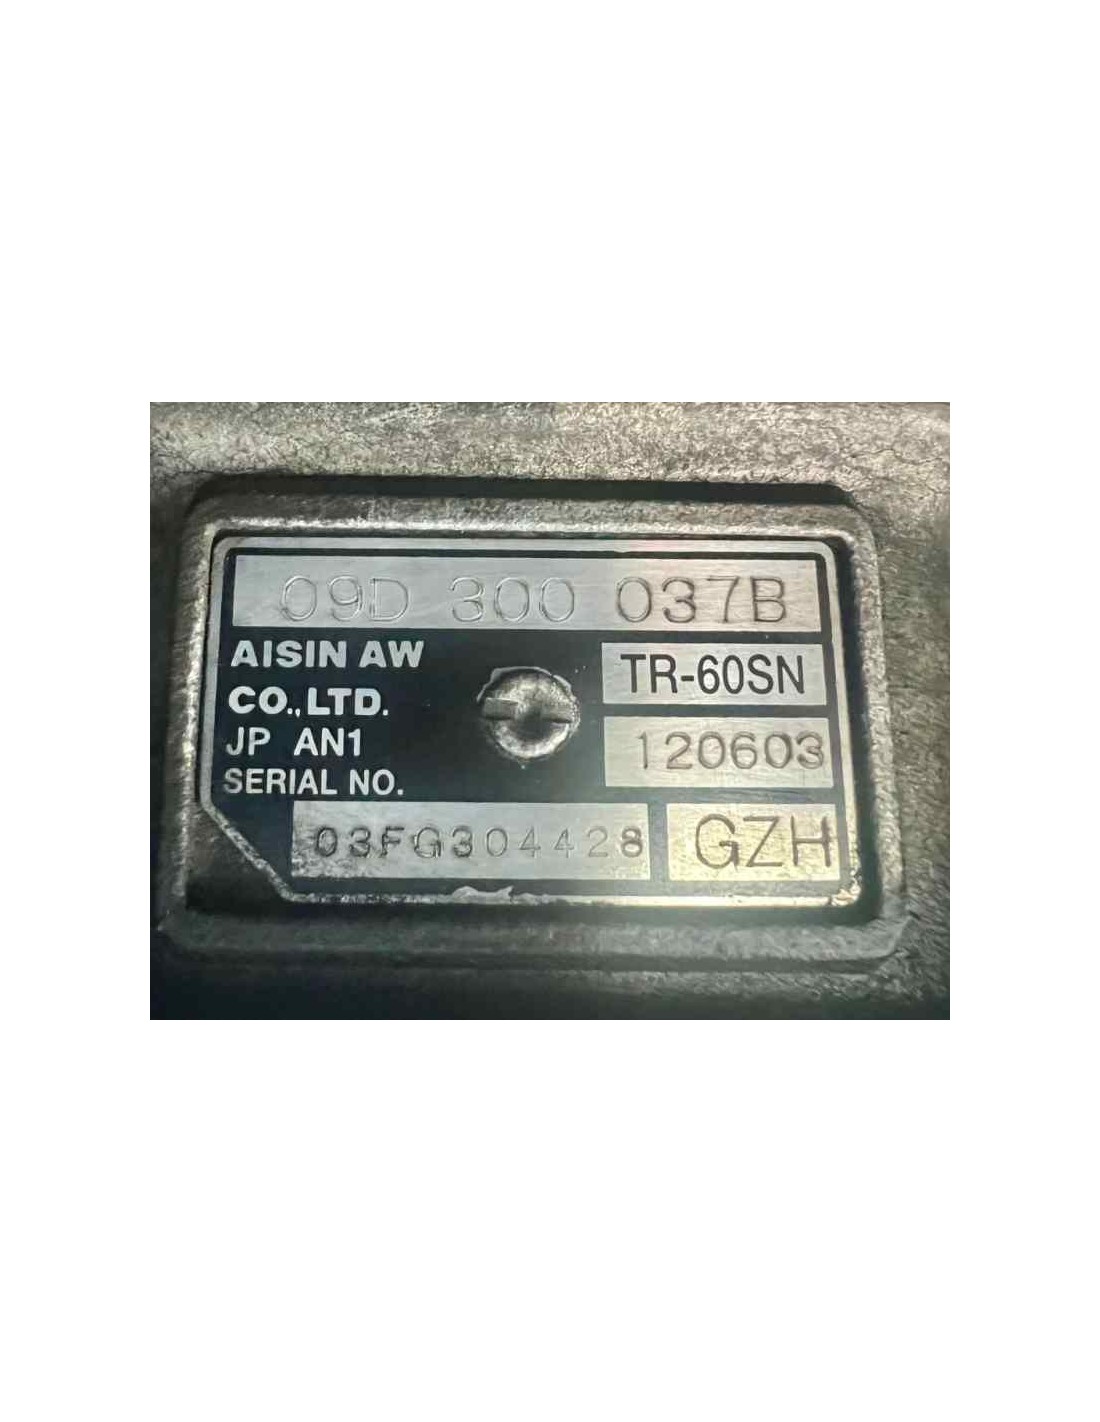 09D 300 037B
AISIN AW
CO.,LTD.
TR-60SN
JP AN1
120603
SERIAL NO.
03FG304428
GZH